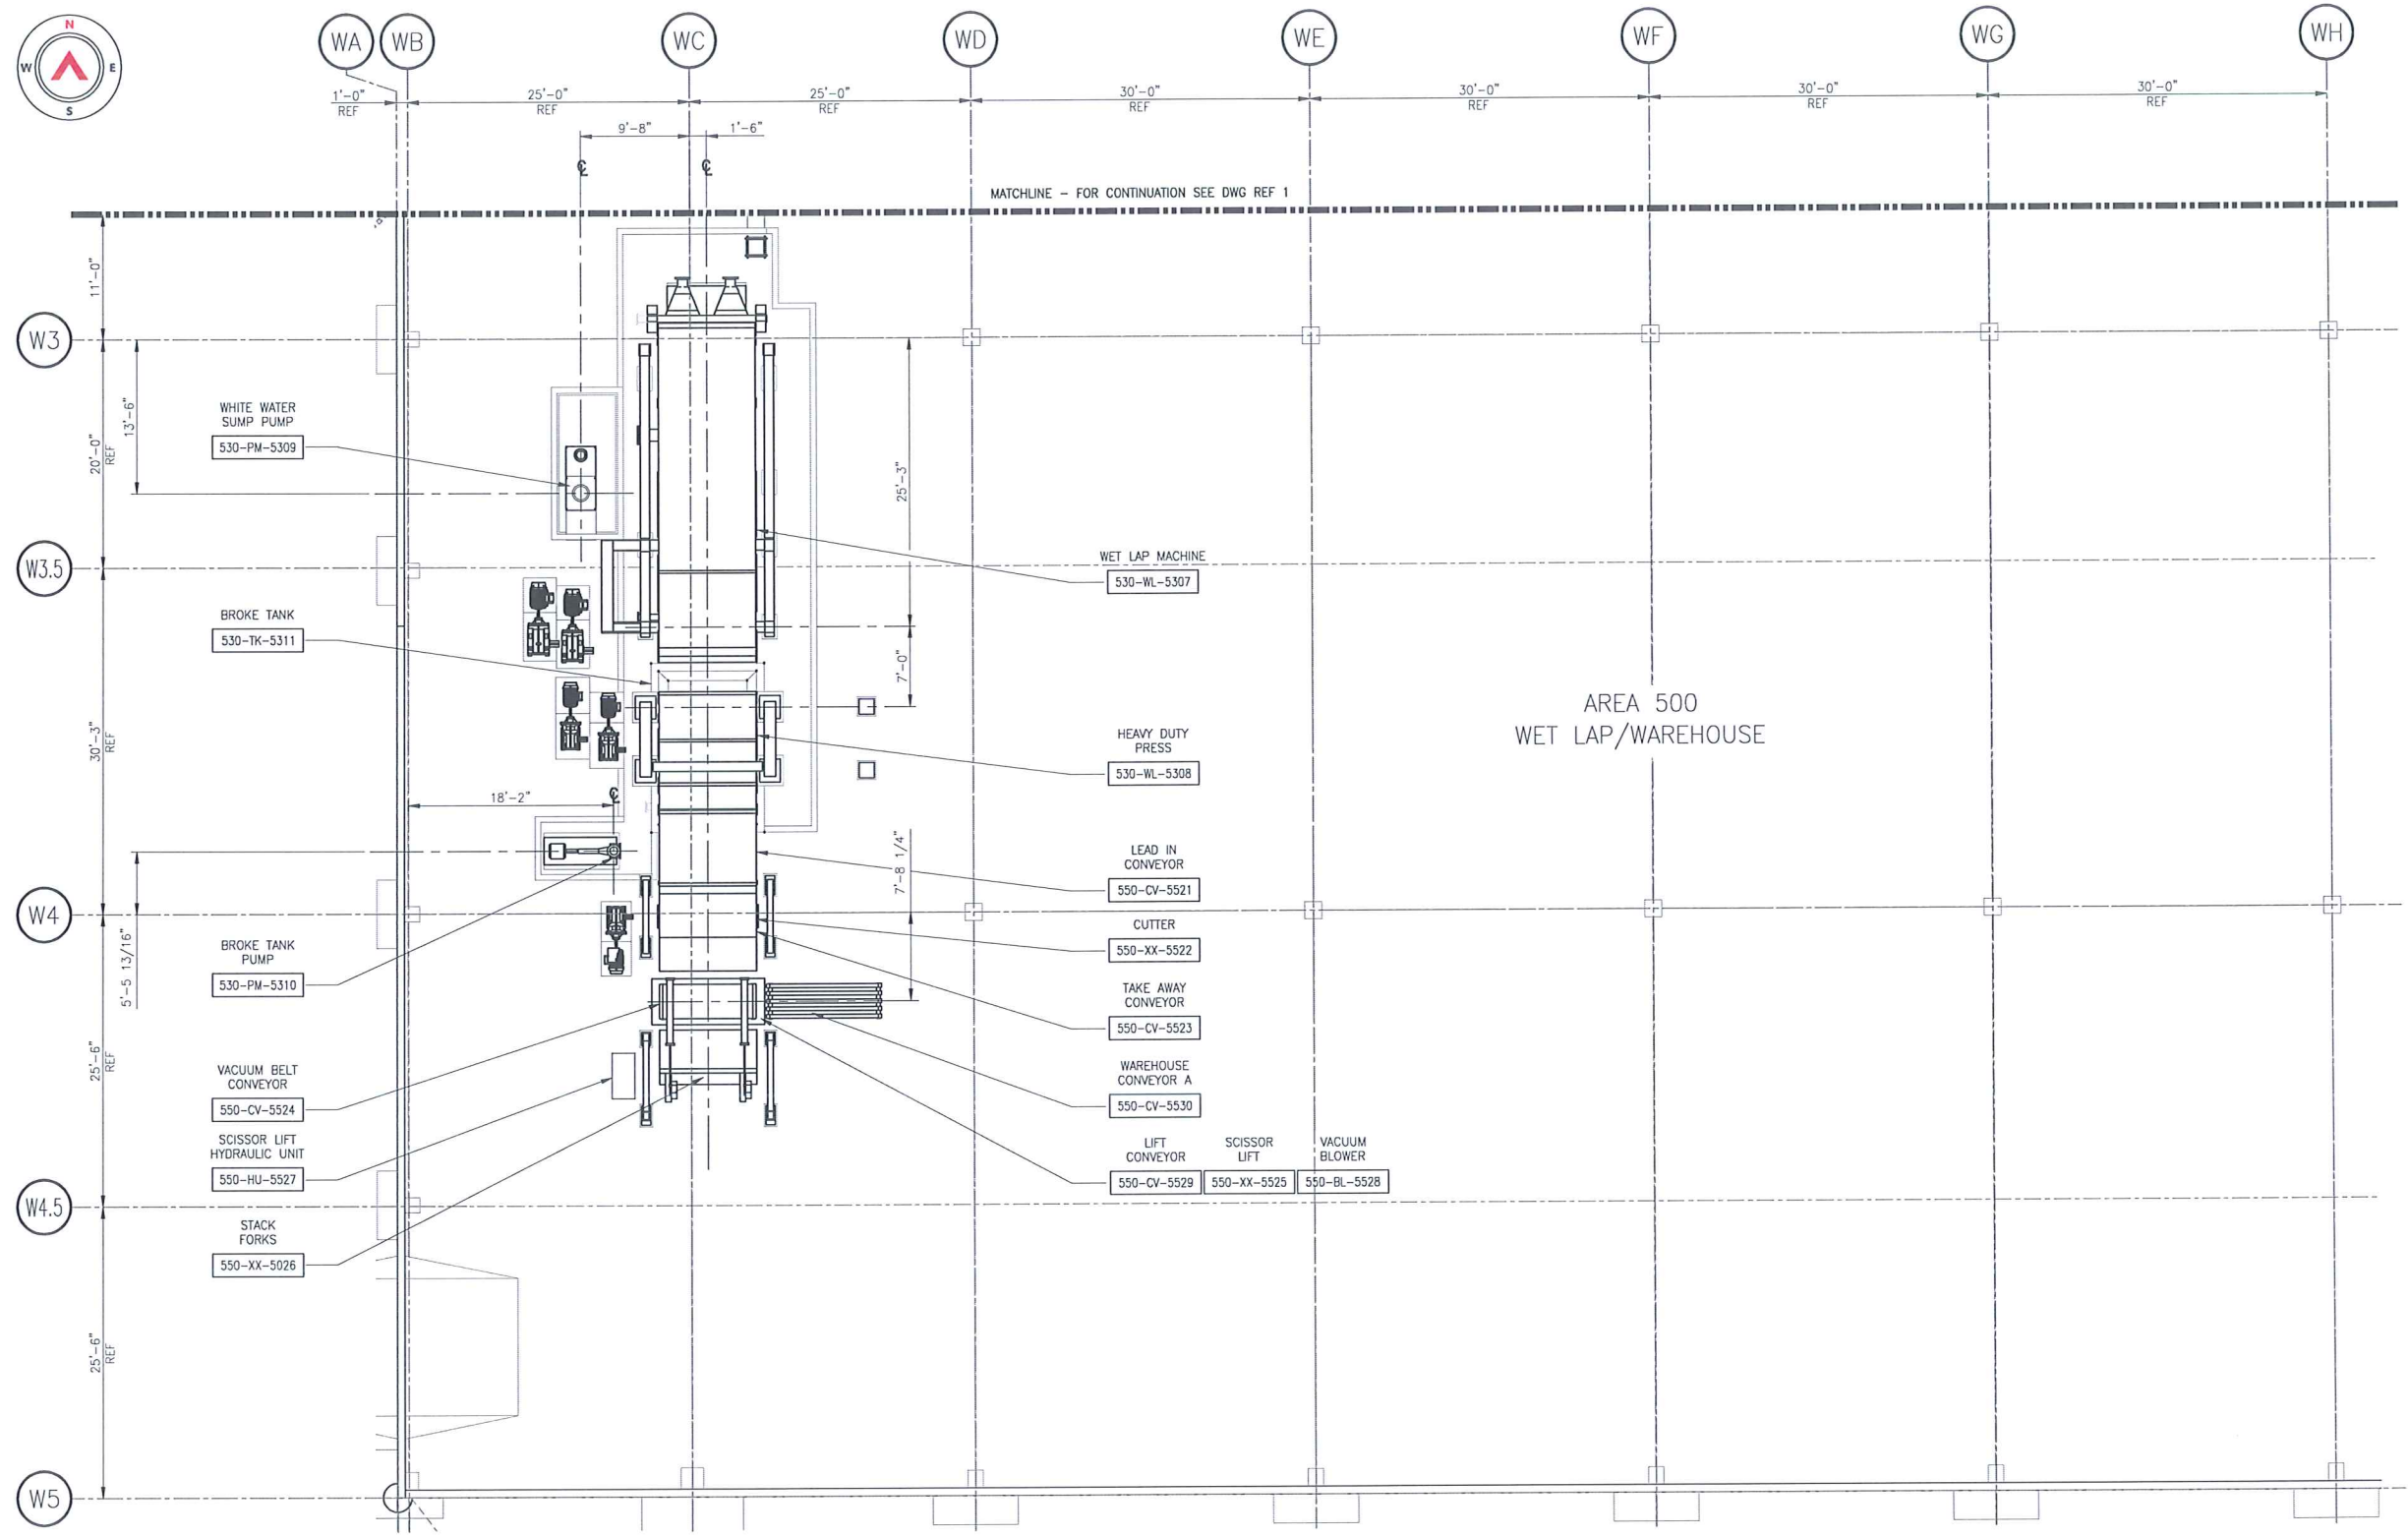 N
W E
S
WA WB WC WD WE WF WG WH
1'-0"
REF
25'-0"
REF
25'-0"
REF
30'-0"
REF
30'-0"
REF
30'-0"
REF
30'-0"
REF
9'-8" 1'-6"
℄ ℄
MATCHLINE – FOR CONTINUATION SEE DWG REF 1
11'-0"
W3
20'-0"
REF
13'-6"
WHITE WATER
SUMP PUMP
530-PM-5309
25'-3"
W3.5
WET LAP MACHINE
530-WL-5307
BROKE TANK
530-TK-5311
7'-0"
30'-3"
REF
AREA 500
WET LAP/WAREHOUSE
HEAVY DUTY
PRESS
530-WL-5308
18'-2"
℄
7'-8 1/4"
LEAD IN
CONVEYOR
550-CV-5521
W4
5'-5 13/16"
CUTTER
550-XX-5522
BROKE TANK
PUMP
530-PM-5310
TAKE AWAY
CONVEYOR
550-CV-5523
25'-6"
REF
VACUUM BELT
CONVEYOR
550-CV-5524
WAREHOUSE
CONVEYOR A
550-CV-5530
SCISSOR LIFT
HYDRAULIC UNIT
550-HU-5527
LIFT
CONVEYOR
550-CV-5529
SCISSOR
LIFT
550-XX-5525
VACUUM
BLOWER
550-BL-5528
W4.5
STACK
FORKS
550-XX-5026
25'-6"
REF
W5